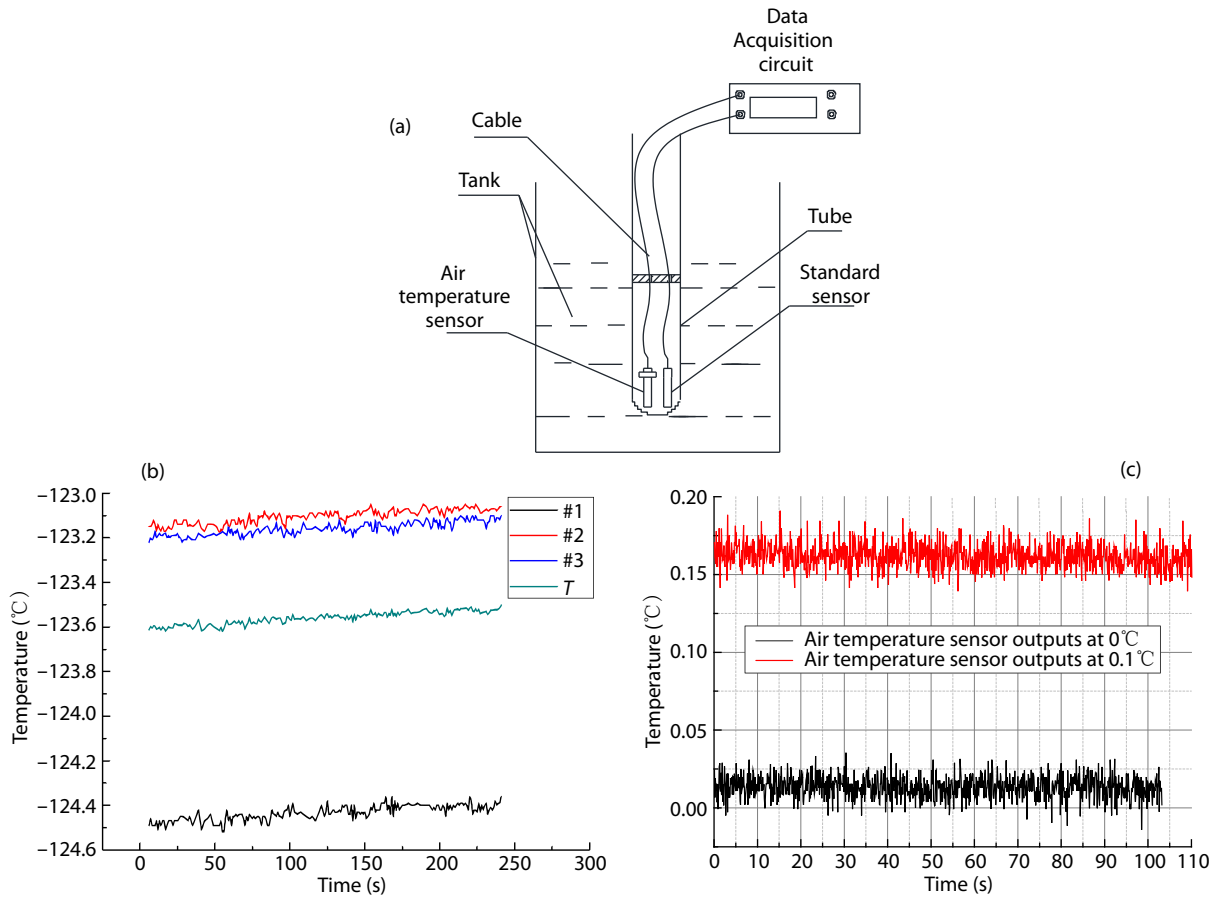 Data
Acquisition
circuit
(a)
Cable
Tank
Tube
Air
temperature
sensor
Standard
sensor
(b)
−123.0
−123.2
−123.4
−123.6
−123.8
−124.0
−124.2
−124.4
−124.6
Temperature (℃)
0
50
100
150
200
250
300
Time (s)
#1
#2
#3
T
(c)
0.20
0.15
0.10
0.05
0.00
Temperature (℃)
Air temperature sensor outputs at 0℃
Air temperature sensor outputs at 0.1℃
0
10
20
30
40
50
60
70
80
90
100
110
Time (s)